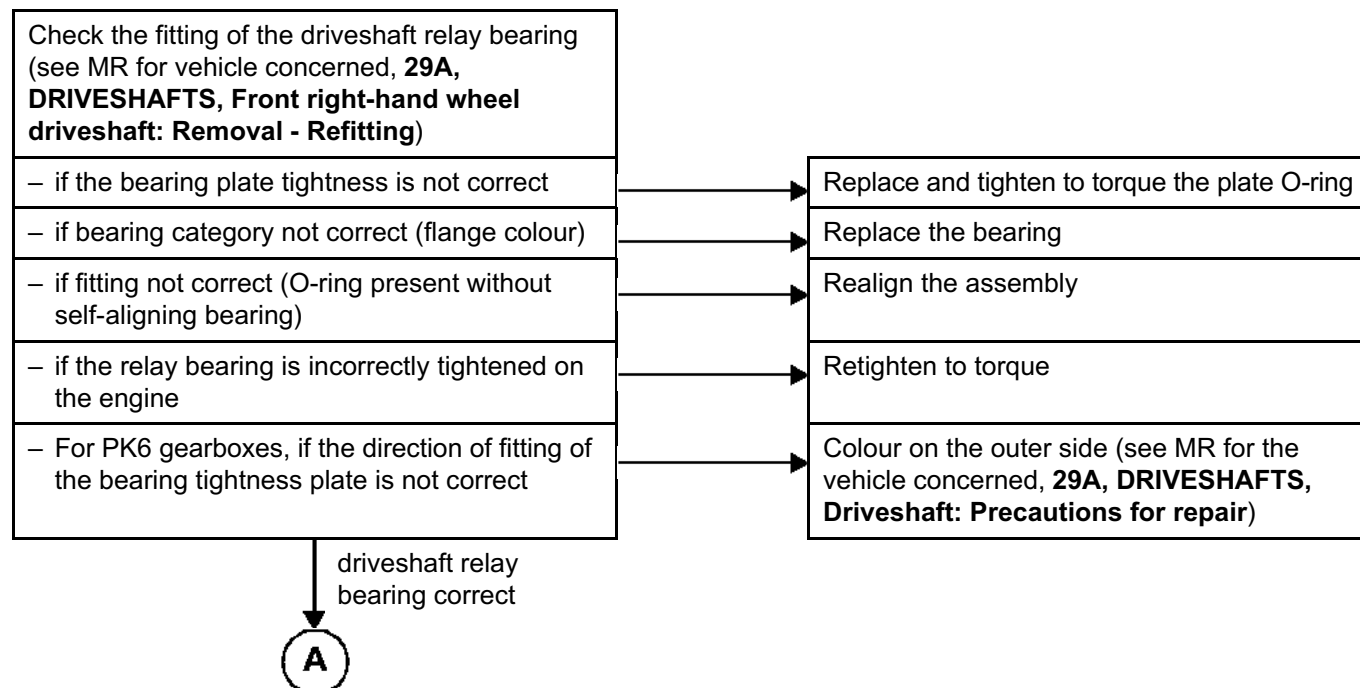 Check the fitting of the driveshaft relay bearing
(see MR for vehicle concerned, 29A,
DRIVESHAFTS, Front right-hand wheel
driveshaft: Removal - Refitting)
– if the bearing plate tightness is not correct
Replace and tighten to torque the plate O-ring
– if bearing category not correct (flange colour)
Replace the bearing
– if fitting not correct (O-ring present without
self-aligning bearing)
Realign the assembly
– if the relay bearing is incorrectly tightened on
the engine
Retighten to torque
– For PK6 gearboxes, if the direction of fitting of
the bearing tightness plate is not correct
Colour on the outer side (see MR for the
vehicle concerned, 29A, DRIVESHAFTS,
Driveshaft: Precautions for repair)
driveshaft relay
bearing correct
A